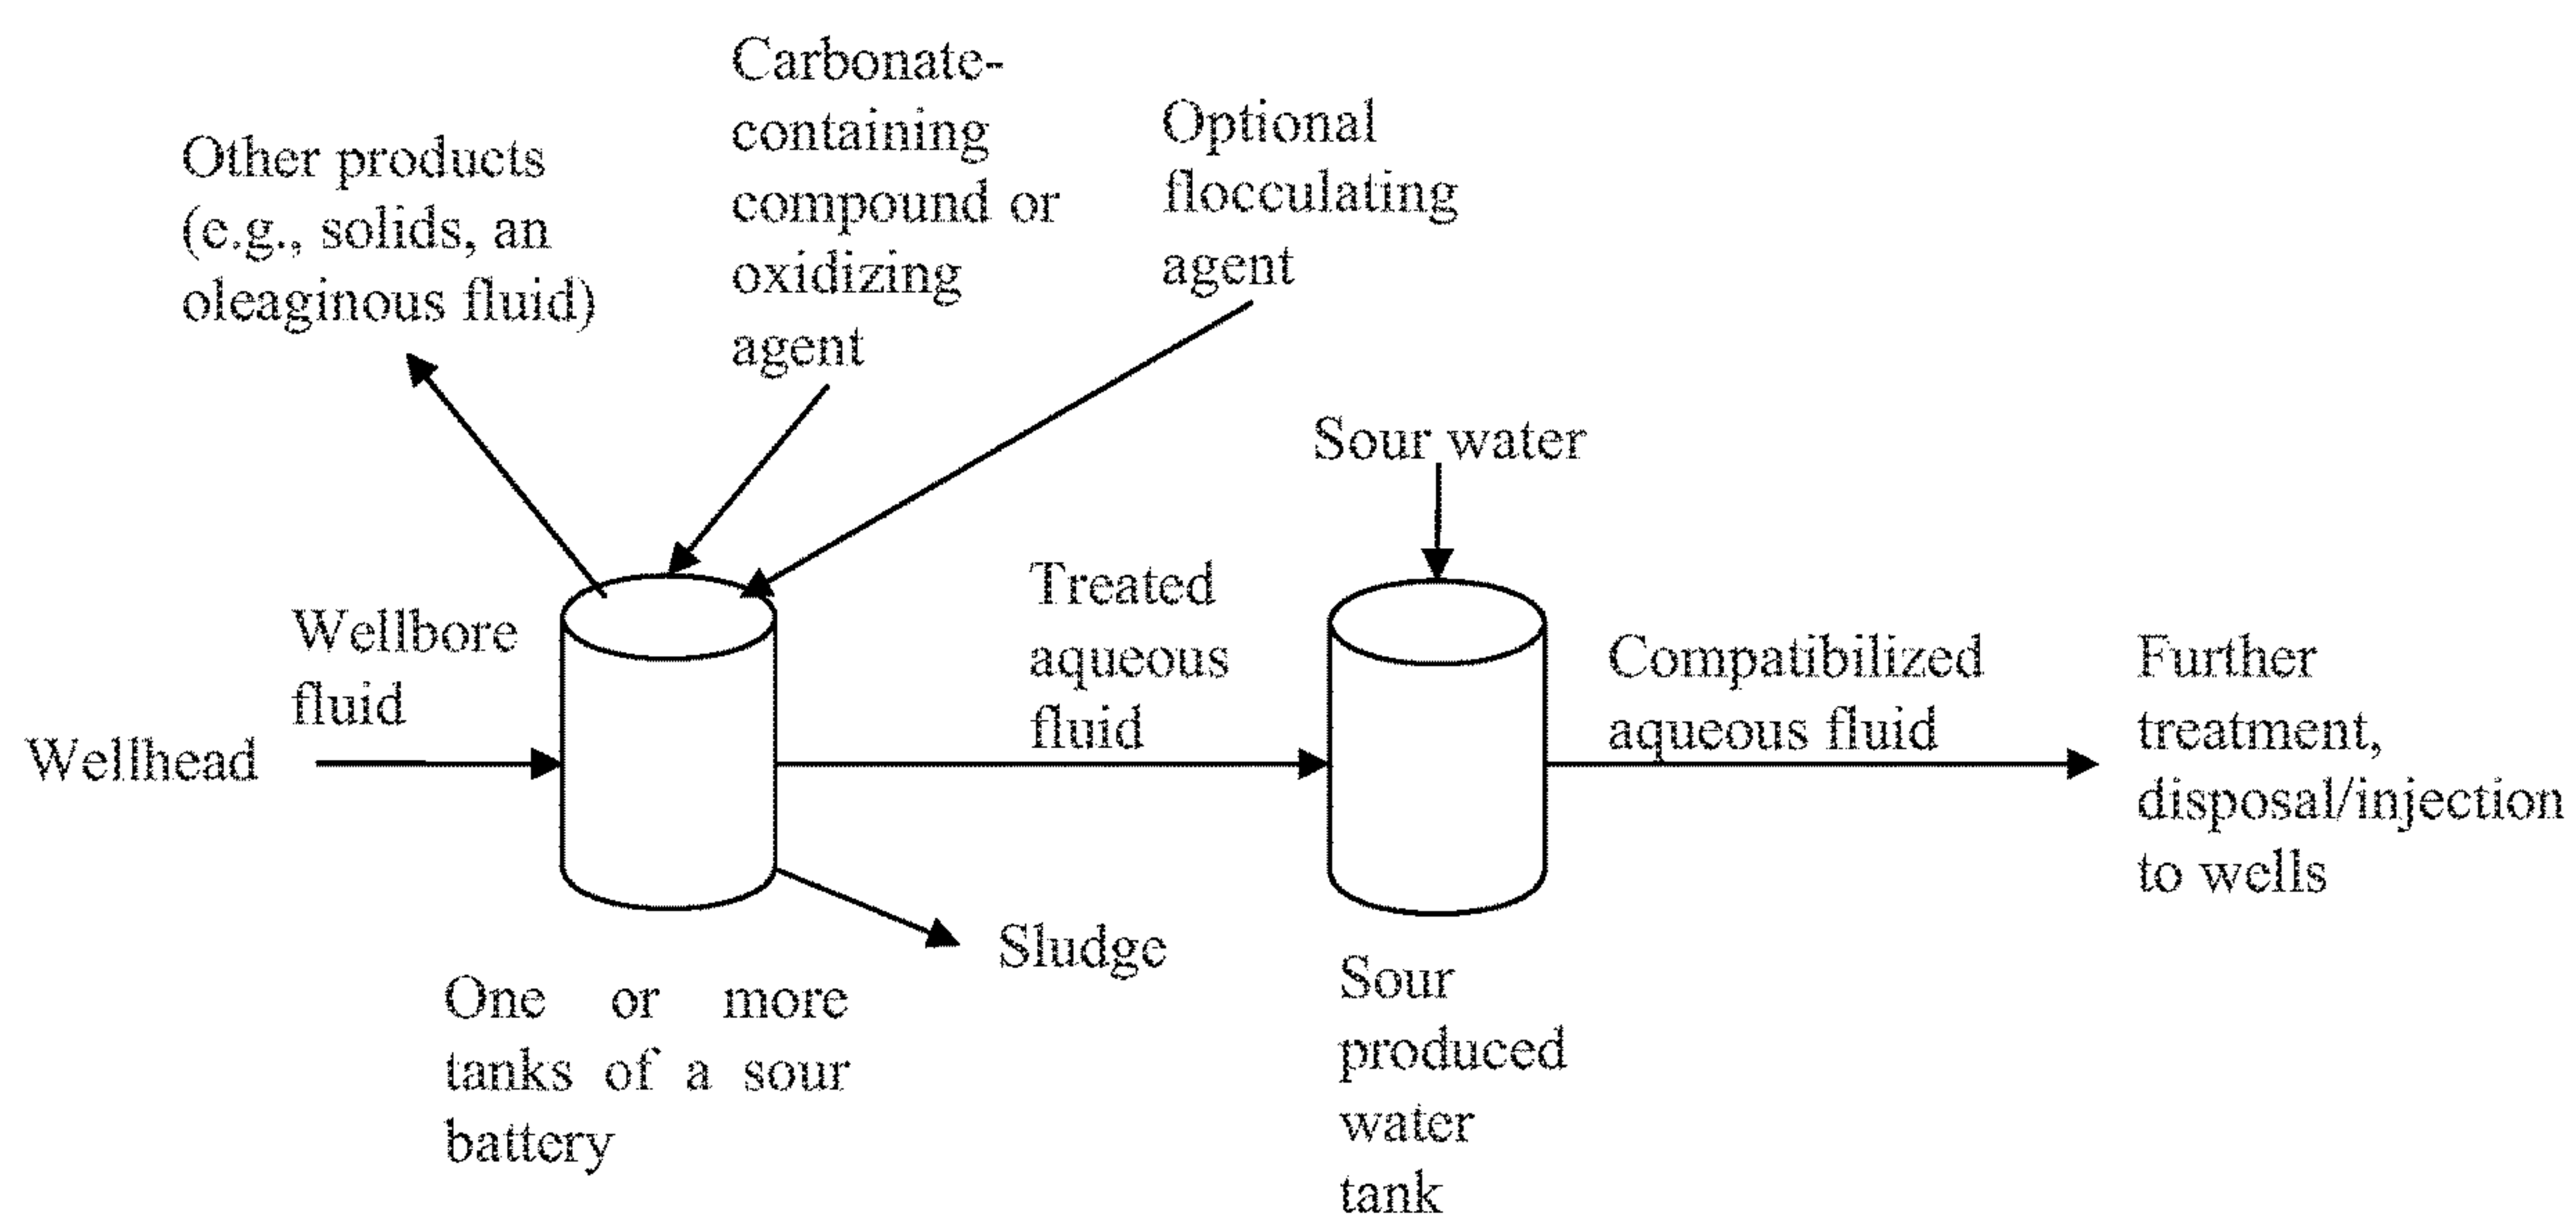 Other products
(e.g., solids, an
oleaginous fluid)
Carbonate-
containing
compound or
oxidizing
agent
Optional
flocculating
agent
Sour water
Wellhead
Wellbore
fluid
Treated
aqueous
fluid
Compatibilized
aqueous fluid
Further
treatment,
disposal/injection
to wells
Sludge
One or more
tanks of a sour
battery
Sour
produced
water
tank